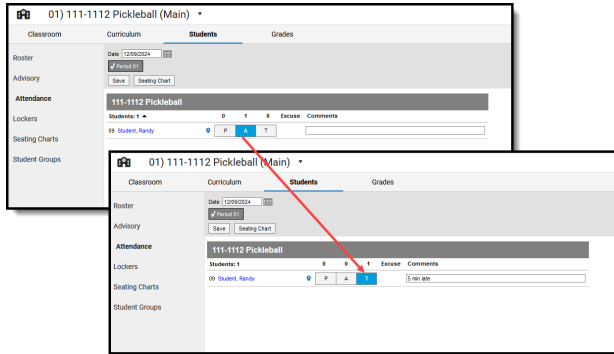 01) 111-1112 Pickleball (Main)
Classroom Curriculum Students Grades
Roster
Advisory
Attendance
Lockers
Seating Charts
Student Groups
Date 12/09/2024
Period 01
Save Seating Chart
111-1112 Pickleball
Students: 1 0 1 0 Excuse Comments
09 Student, Randy P A T
01) 111-1112 Pickleball (Main)
Classroom Curriculum Students Grades
Roster
Advisory
Attendance
Lockers
Seating Charts
Student Groups
Date 12/09/2024
Period 01
Save Seating Chart
111-1112 Pickleball
Students: 1 0 0 1 Excuse Comments
09 Student, Randy P A T 5 min late